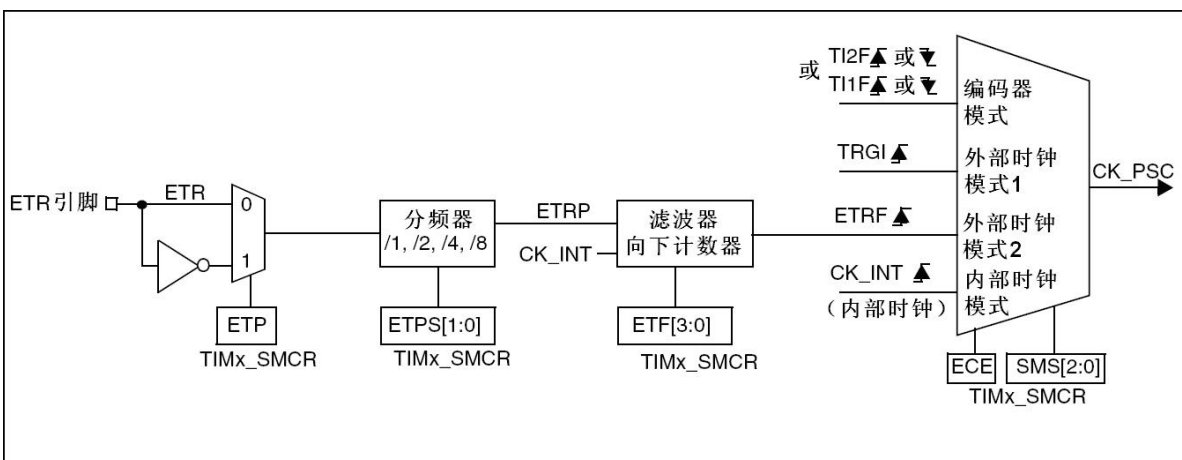 或
TI2F 或
TI1F 或
编码器
模式
TRGI
外部时钟
模式1
CK_PSC
ETR引脚
ETR
0
1
ETP
TIMx_SMCR
分频器
/1, /2, /4, /8
ETPS[1:0]
TIMx_SMCR
ETRP
CK_INT
滤波器
向下计数器
ETF[3:0]
TIMx_SMCR
ETRF
外部时钟
模式2
CK_INT
（内部时钟）
内部时钟
模式
ECE
SMS[2:0]
TIMx_SMCR